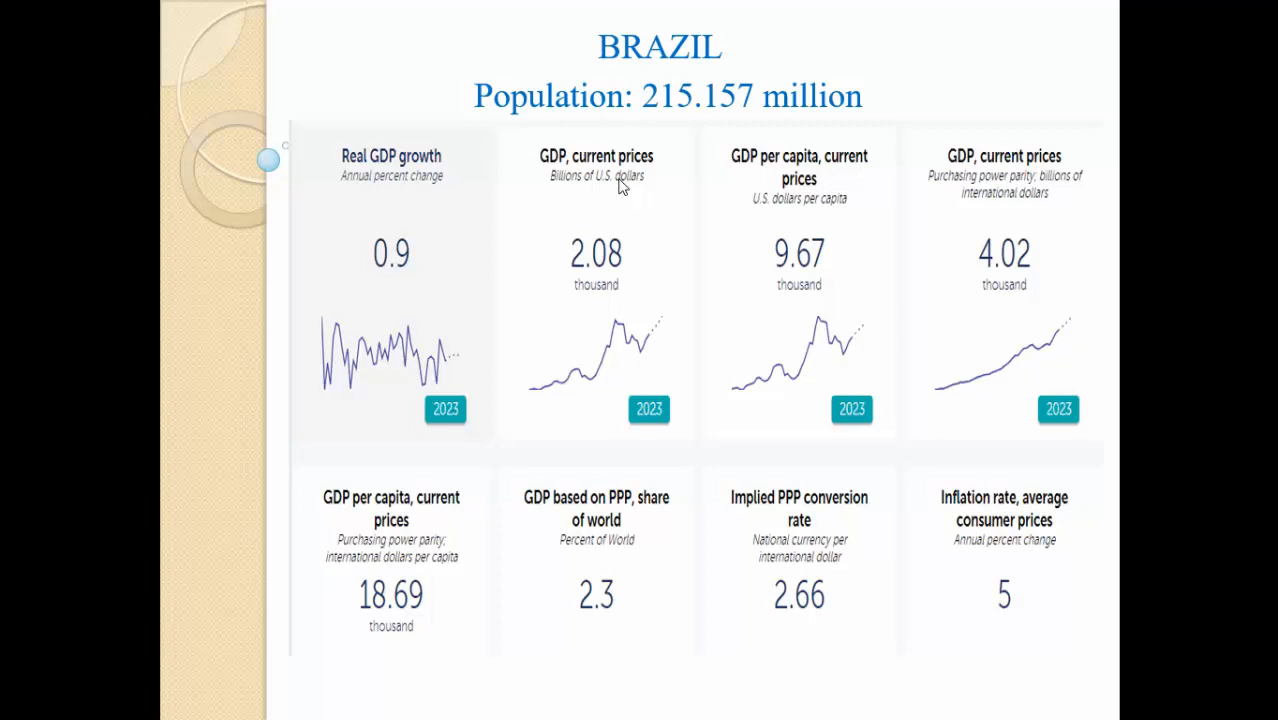 BRAZIL
Population: 215.157 million
Real GDP growth
Annual percent change
0.9
2023
GDP, current prices
Billions of U.S. dollars
2.08
thousand
2023
GDP per capita, current
prices
U.S. dollars per capita
9.67
thousand
2023
GDP, current prices
Purchasing power parity; billions of
international dollars
4.02
thousand
2023
GDP per capita, current
prices
Purchasing power parity;
international dollars per capita
18.69
thousand
GDP based on PPP, share
of world
Percent of World
2.3
Implied PPP conversion
rate
National currency per
international dollar
2.66
Inflation rate, average
consumer prices
Annual percent change
5